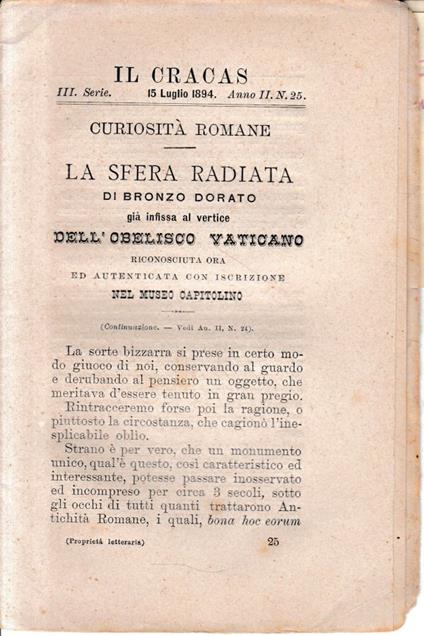 IL CRACAS
III. Serie. 15 Luglio 1894. Anno II. N. 25.
CURIOSITÀ ROMANE
LA SFERA RADIATA
DI BRONZO DORATO
già infissa al vertice
DELL'OBELISCO VATICANO
RICONOSCIUTA ORA
ED AUTENTICATA CON ISCRIZIONE
NEL MUSEO CAPITOLINO
(Continuazione. — Vedi An. II, N. 24).
La sorte bizzarra si prese in certo mo-
do giuoco di noi, conservando al guardo
e derubando al pensiero un oggetto, che
meritava d'essere tenuto in gran pregio.
Rintracceremo forse poi la ragione, o
piuttosto la circostanza, che cagionò l'ine-
splicabile oblio.
Strano è per vero, che un monumento
unico, qual'è questo, così caratteristico ed
interessante, potesse passare inosservato
ed incompreso per circa 3 secoli, sotto
gli occhi di tutti quanti trattarono An-
tichità Romane, i quali, bona hoc eorum
(Proprietà letteraria) 25